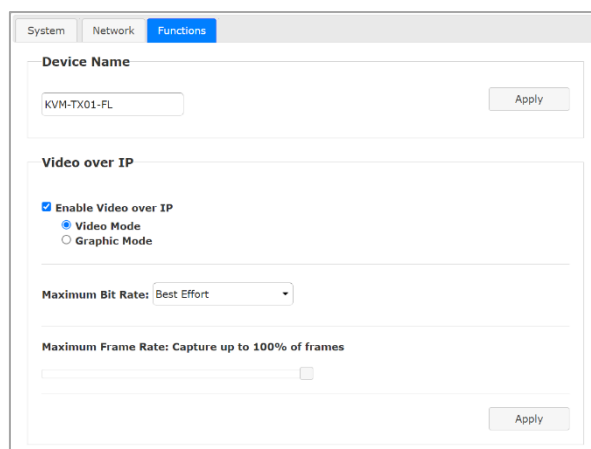 System Network Functions
Device Name
KVM-TX01-FL Apply
Video over IP
Enable Video over IP
Video Mode
Graphic Mode
Maximum Bit Rate: Best Effort
Maximum Frame Rate: Capture up to 100% of frames
Apply